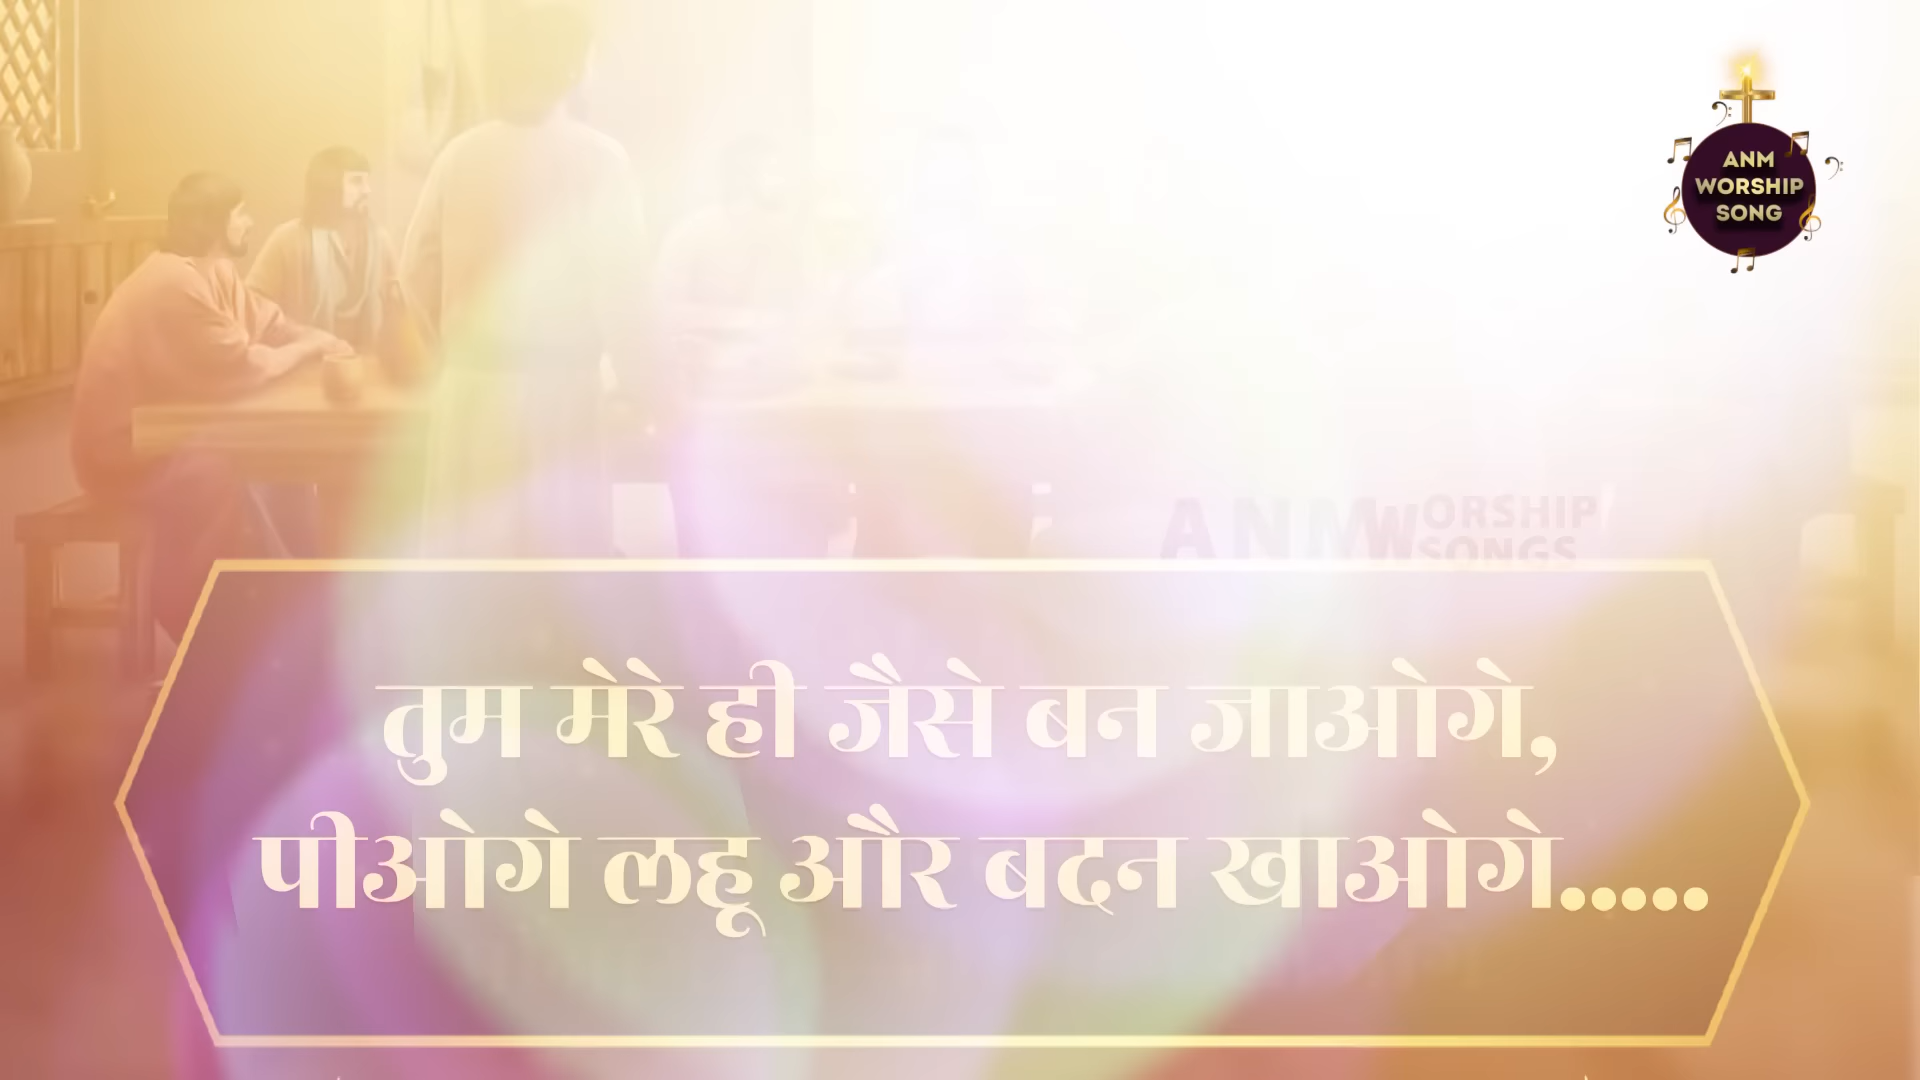 ANM
WORSHIP
SONG
ANM WORSHIP
SONGS
तुम मेरे ही जैसे बन जाओगे,
पीओगे लहू और बदन खाओगे.....